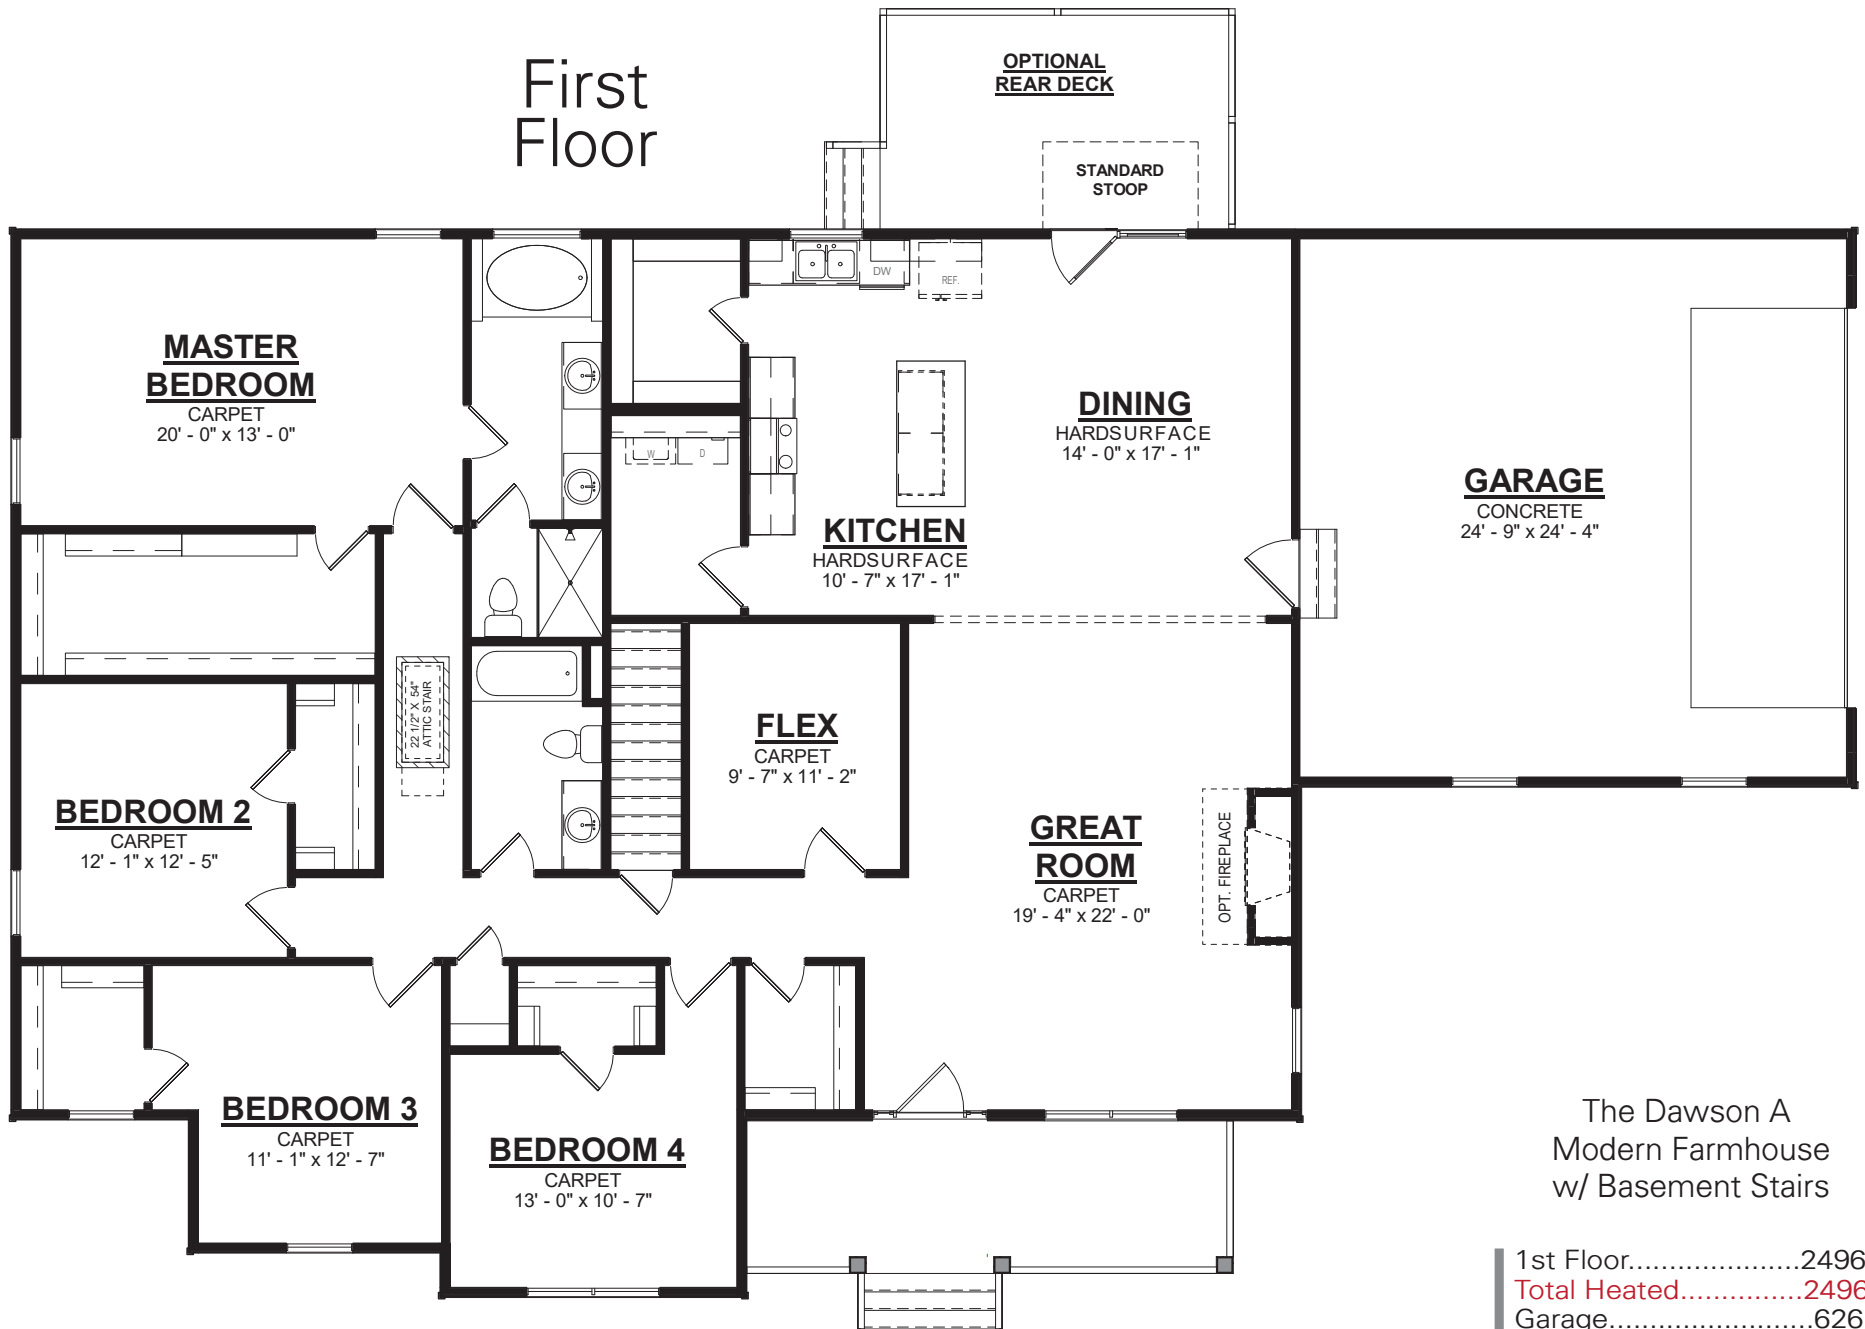 First
Floor
OPTIONAL
REAR DECK
STANDARD
STOOP
MASTER
BEDROOM
CARPET
20' - 0" x 13' - 0"
DW
REF.
W
D
DINING
HARDSURFACE
14' - 0" x 17' - 1"
KITCHEN
HARDSURFACE
10' - 7" x 17' - 1"
GARAGE
CONCRETE
24' - 9" x 24' - 4"
22 1/2" X 54"
ATTIC STAIR
FLEX
CARPET
9' - 7" x 11' - 2"
BEDROOM 2
CARPET
12' - 1" x 12' - 5"
GREAT
ROOM
CARPET
19' - 4" x 22' - 0"
OPT. FIREPLACE
BEDROOM 3
CARPET
11' - 1" x 12' - 7"
BEDROOM 4
CARPET
13' - 0" x 10' - 7"
The Dawson A
Modern Farmhouse
w/ Basement Stairs
1st Floor.....................2496
Total Heated...............2496
Garage.........................626